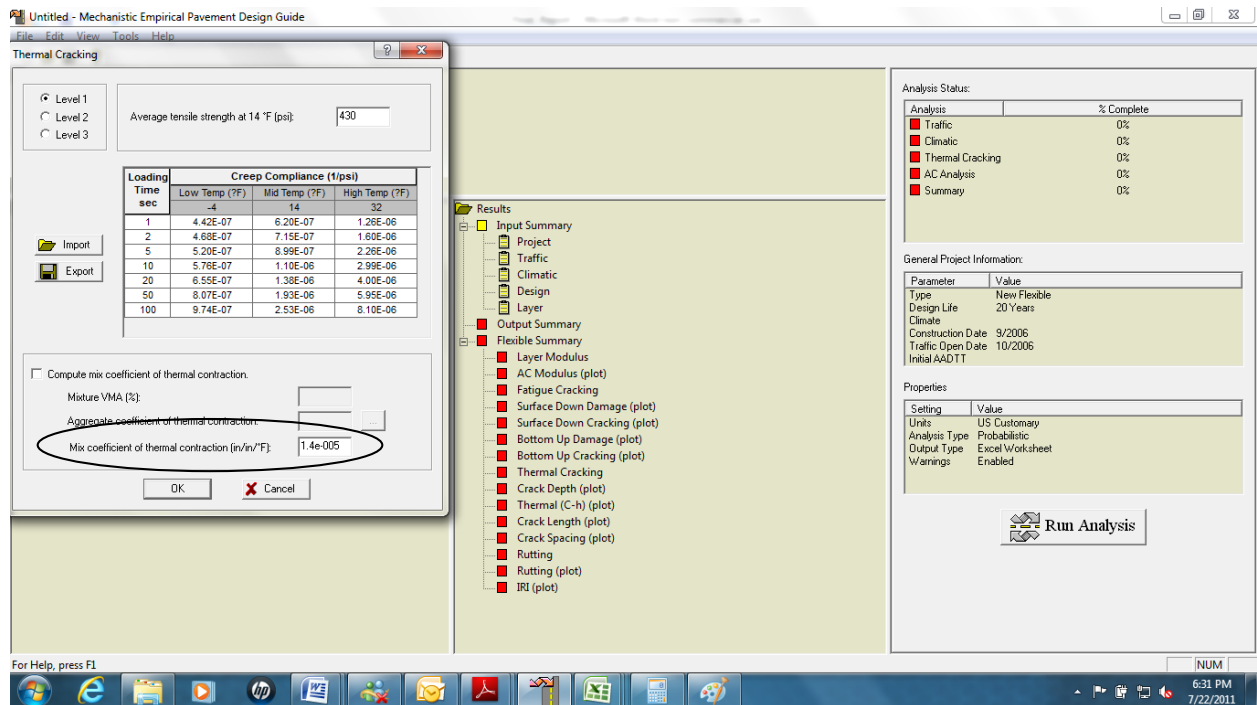 Untitled - Mechanistic Empirical Pavement Design Guide
File Edit View Tools Help
Thermal Cracking
Level 1
Level 2
Level 3
Average tensile strength at 14 °F (psi): 430
Loading Time sec
Creep Compliance (1/psi)
Low Temp (?F) Mid Temp (?F) High Temp (?F)
-4 14 32
1 4.42E-07 6.20E-07 1.26E-06
2 4.68E-07 7.15E-07 1.60E-06
5 5.20E-07 8.99E-07 2.26E-06
10 5.76E-07 1.10E-06 2.99E-06
20 6.55E-07 1.38E-06 4.00E-06
50 8.07E-07 1.93E-06 5.95E-06
100 9.74E-07 2.53E-06 8.10E-06
Import
Export
Compute mix coefficient of thermal contraction.
Mixture VMA (%):
Aggregate coefficient of thermal contraction: ...
Mix coefficient of thermal contraction (in/in/°F): 1.4e-005
OK Cancel
Results
Input Summary
Project
Traffic
Climatic
Design
Layer
Output Summary
Flexible Summary
Layer Modulus
AC Modulus (plot)
Fatigue Cracking
Surface Down Damage (plot)
Surface Down Cracking (plot)
Bottom Up Damage (plot)
Bottom Up Cracking (plot)
Thermal Cracking
Crack Depth (plot)
Thermal (C-h) (plot)
Crack Length (plot)
Crack Spacing (plot)
Rutting
Rutting (plot)
IRI (plot)
Analysis Status:
Analysis % Complete
Traffic 0%
Climatic 0%
Thermal Cracking 0%
AC Analysis 0%
Summary 0%
General Project Information:
Parameter Value
Type New Flexible
Design Life 20 Years
Climate
Construction Date 9/2006
Traffic Open Date 10/2006
Initial AADTT
Properties
Setting Value
Units US Customary
Analysis Type Probabilistic
Output Type Excel Worksheet
Warnings Enabled
Run Analysis
For Help, press F1
NUM
6:31 PM
7/22/2011